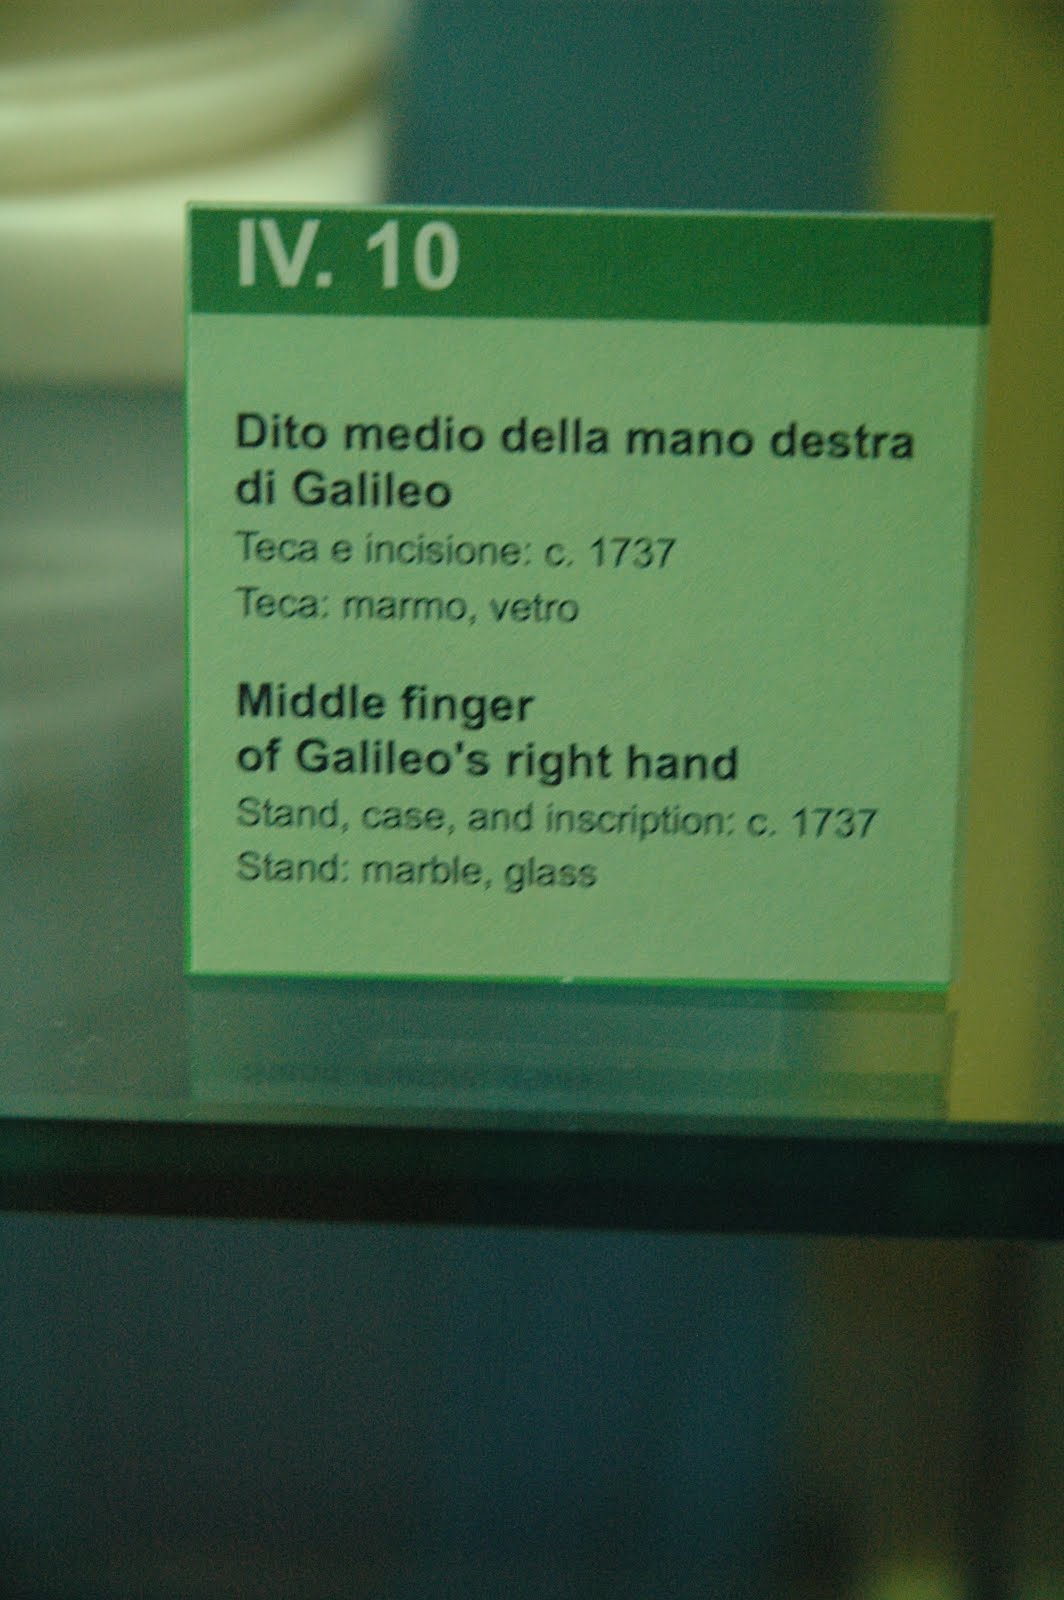 IV. 10
Dito medio della mano destra
di Galileo
Teca e incisione: c. 1737
Teca: marmo, vetro
Middle finger
of Galileo's right hand
Stand, case, and inscription: c. 1737
Stand: marble, glass